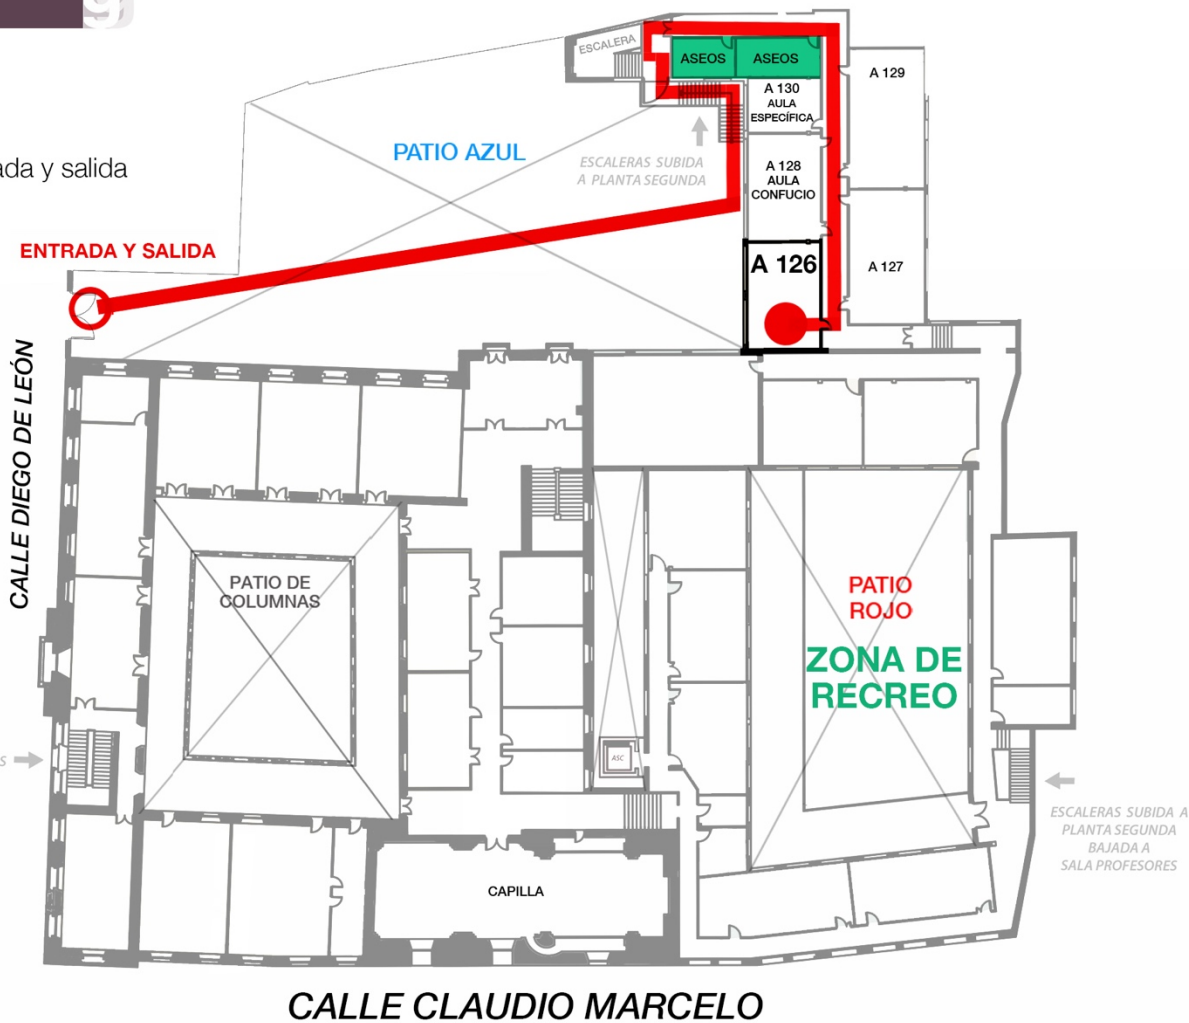 g
ada y salida
ESCALERA
ASEOS
ASEOS
A 129
A 130
AULA
ESPECÍFICA
PATIO AZUL
ESCALERAS SUBIDA
A PLANTA SEGUNDA
A 128
AULA
CONFUCIO
ENTRADA Y SALIDA
A 126
A 127
CALLE DIEGO DE LEÓN
PATIO DE
COLUMNAS
PATIO
ROJO
ZONA DE
RECREO
S
ASC
ESCALERAS SUBIDA A
PLANTA SEGUNDA
BAJADA A
SALA PROFESORES
CAPILLA
CALLE CLAUDIO MARCELO